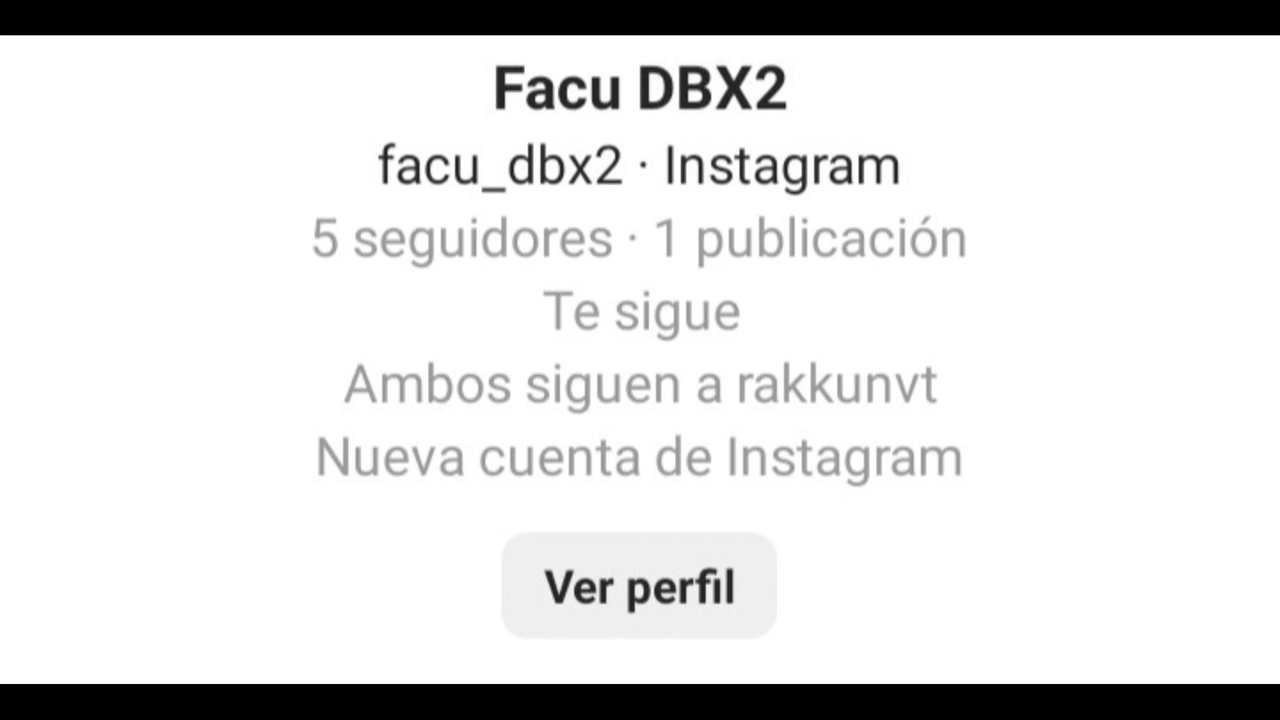 Facu DBX2
facu_dbx2 · Instagram
5 seguidores · 1 publicación
Te sigue
Ambos siguen a rakkunvt
Nueva cuenta de Instagram
Ver perfil